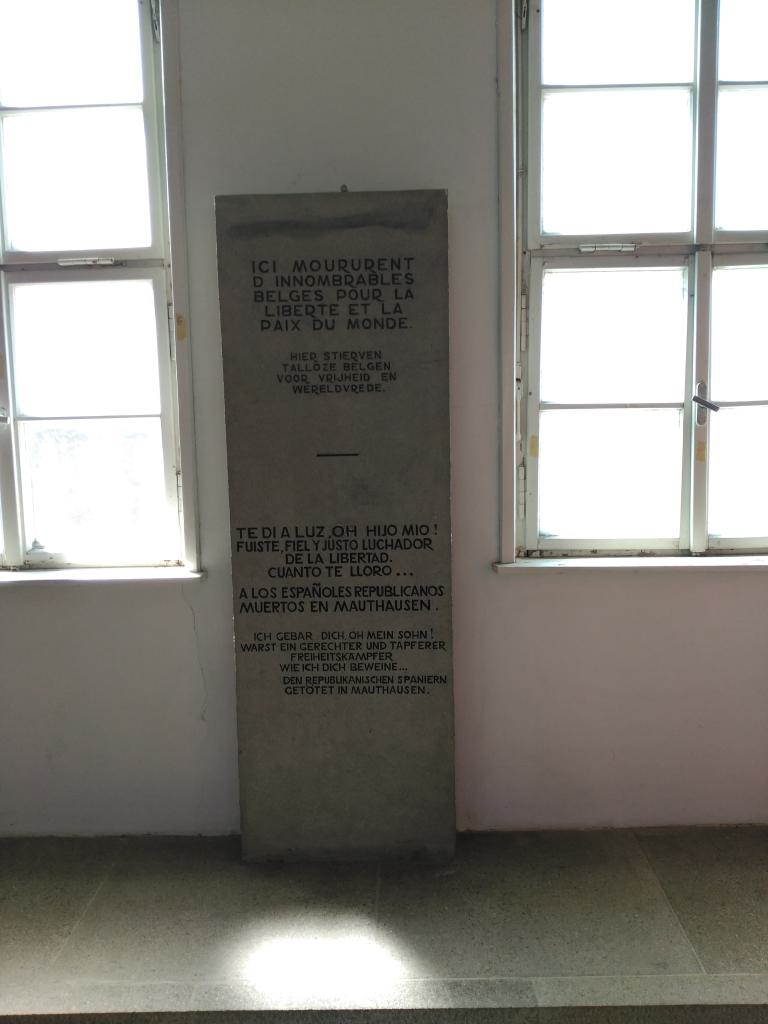 ICI MOURURENT
D INNOMBRABLES
BELGES POUR LA
LIBERTE ET LA
PAIX DU MONDE.
HIER STIERVEN
TALLOZE BELGEN
VOOR VRIJHEID EN
WERELDVREDE.
TE DI A LUZ, OH HIJO MIO!
FUISTE, FIEL Y JUSTO LUCHADOR
DE LA LIBERTAD.
CUANTO TE LLORO...
A LOS ESPAÑOLES REPUBLICANOS
MUERTOS EN MAUTHAUSEN.
ICH GEBAR DICH, OH MEIN SOHN!
WARST EIN GERECHTER UND TAPFERER
FREIHEITSKÄMPFER
WIE ICH DICH BEWEINE...
DEN REPUBLIKANISCHEN SPANIERN
GETÖTET IN MAUTHAUSEN.